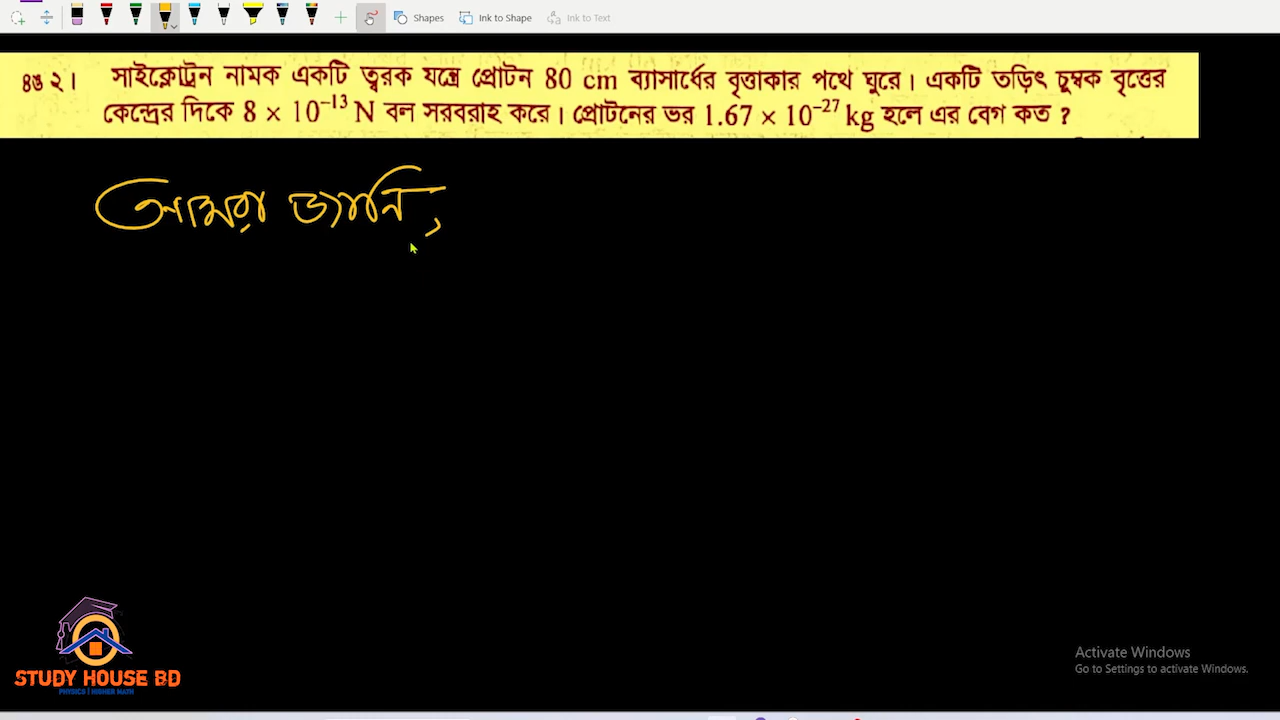 Shapes Ink to Shape Ink to Text
৪৬ ২। সাইক্লোট্রন নামক একটি ত্বরক যন্ত্রে প্রোটন 80 cm ব্যাসার্ধের বৃত্তাকার পথে ঘুরে। একটি তড়িৎ চুম্বক বৃত্তের
কেন্দ্রের দিকে 8 × 10⁻¹³ N বল সরবরাহ করে। প্রোটনের ভর 1.67 × 10⁻²⁷ kg হলে এর বেগ কত ?
আমরা জানি,
STUDY HOUSE BD
PHYSICS | HIGHER MATH
Activate Windows
Go to Settings to activate Windows.